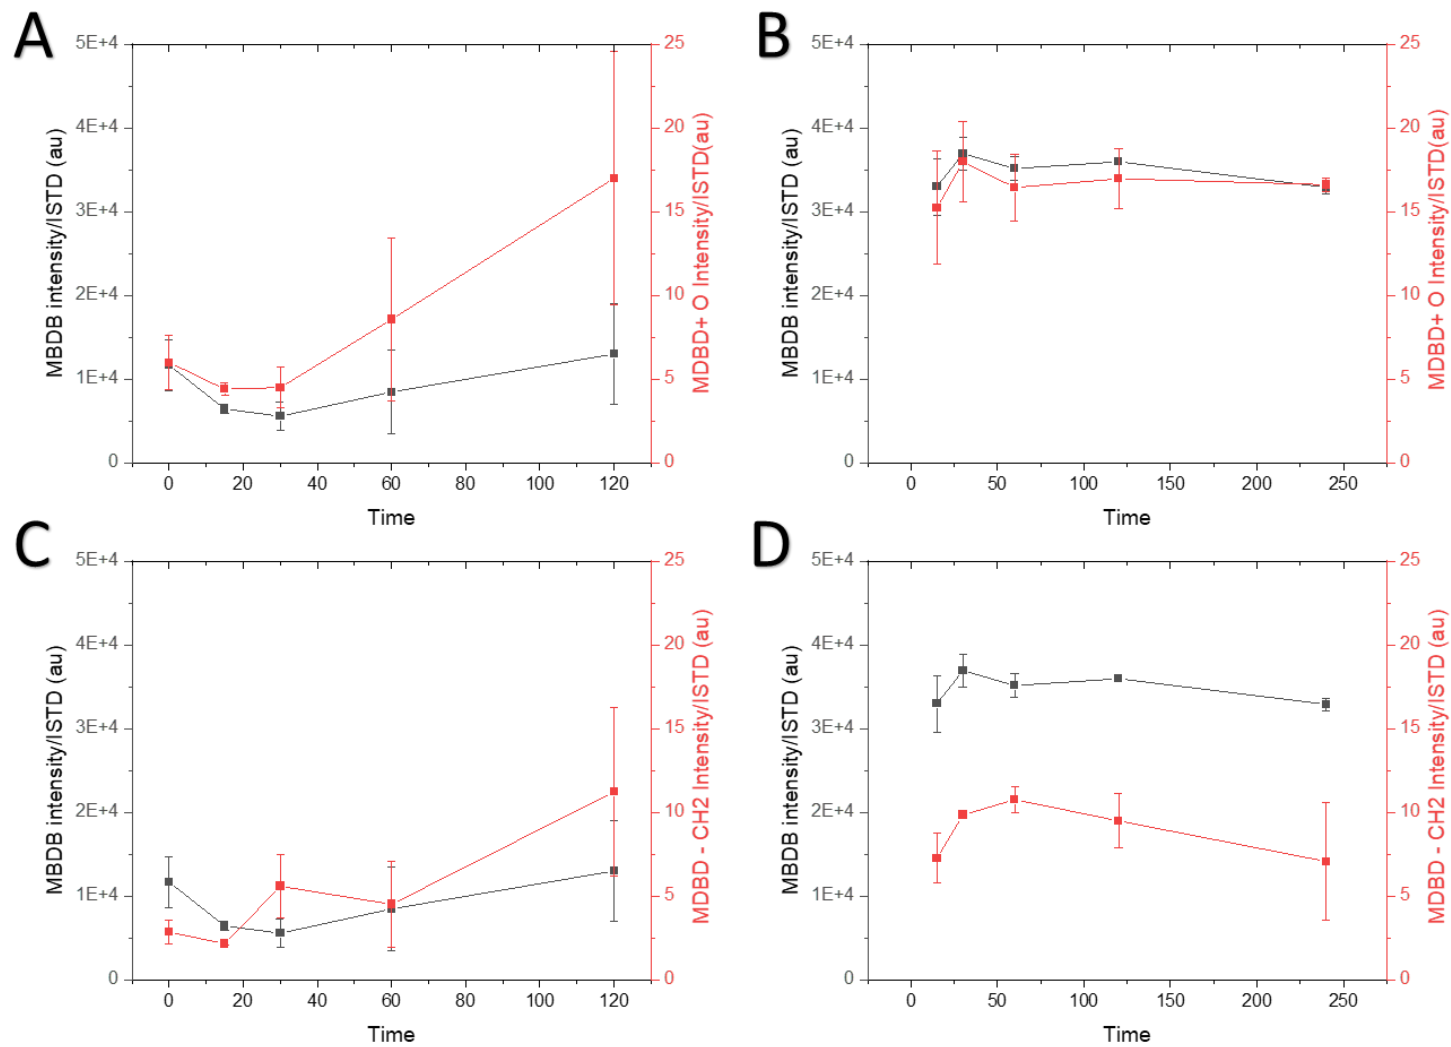 A
MBDB intensity/ISTD (au)
5E+4
4E+4
3E+4
2E+4
1E+4
0
0 20 40 60 80 100 120
Time
25
20
15
10
5
0
MDBD+ O Intensity/ISTD(au)
B
MBDB intensity/ISTD (au)
5E+4
4E+4
3E+4
2E+4
1E+4
0
0 50 100 150 200 250
Time
25
20
15
10
5
0
MDBD+ O Intensity/ISTD(au)
C
MBDB intensity/ISTD (au)
5E+4
4E+4
3E+4
2E+4
1E+4
0
0 20 40 60 80 100 120
Time
25
20
15
10
5
0
MDBD - CH2 Intensity/ISTD (au)
D
MBDB intensity/ISTD (au)
5E+4
4E+4
3E+4
2E+4
1E+4
0
0 50 100 150 200 250
Time
25
20
15
10
5
0
MDBD - CH2 Intensity/ISTD (au)